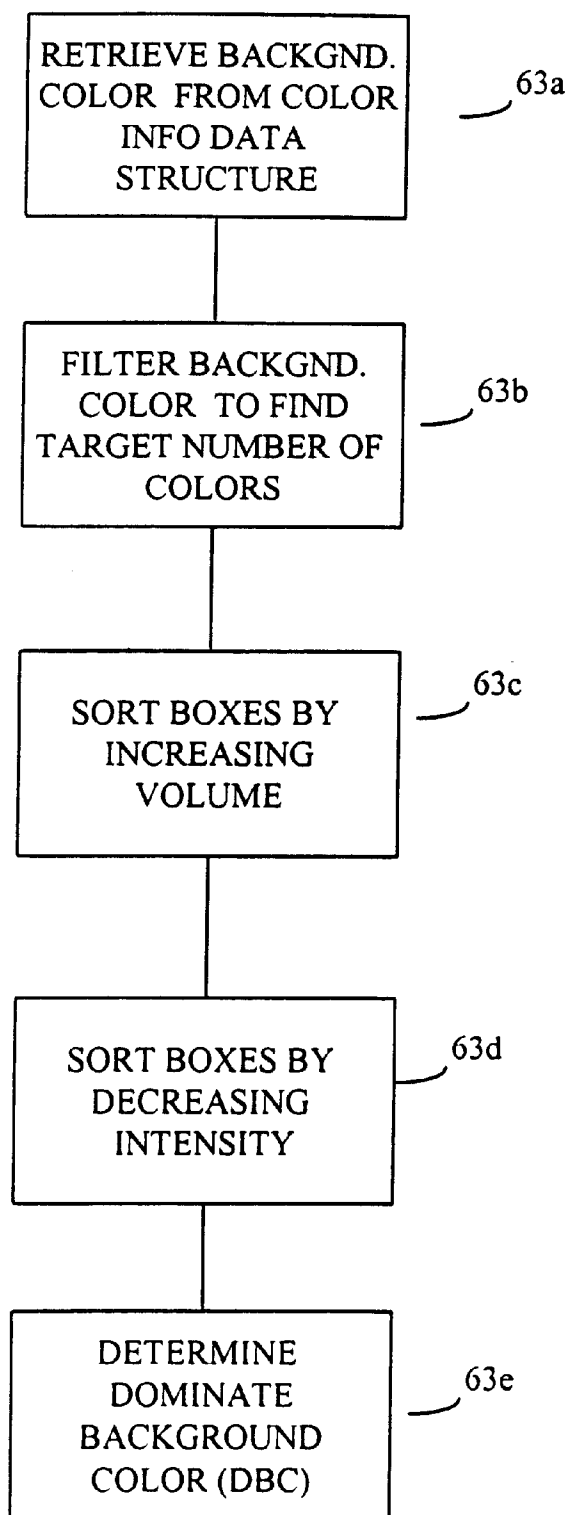 RETRIEVE BACKGND.
COLOR FROM COLOR
INFO DATA
STRUCTURE
63a
FILTER BACKGND.
COLOR TO FIND
TARGET NUMBER OF
COLORS
63b
SORT BOXES BY
INCREASING
VOLUME
63c
SORT BOXES BY
DECREASING
INTENSITY
63d
DETERMINE
DOMINATE
BACKGROUND
COLOR (DBC)
63e